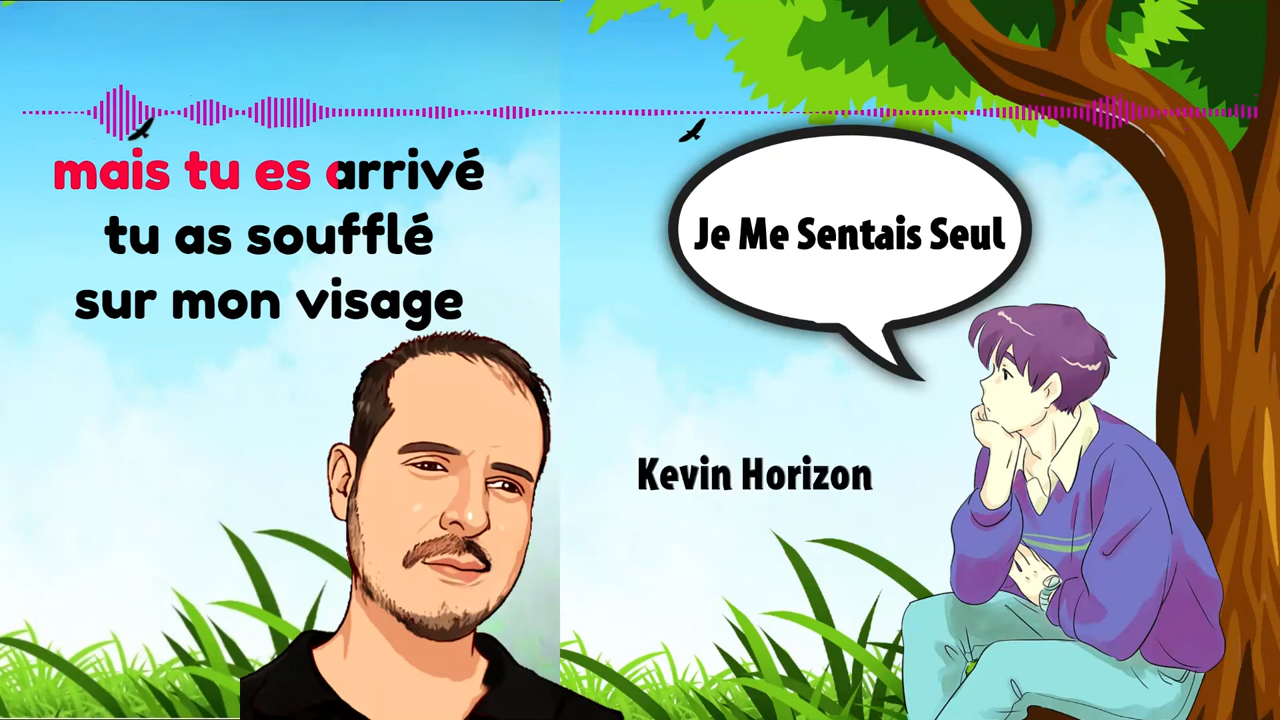 mais tu es arrivé
tu as soufflé
sur mon visage
Je Me Sentais Seul
Kevin Horizon